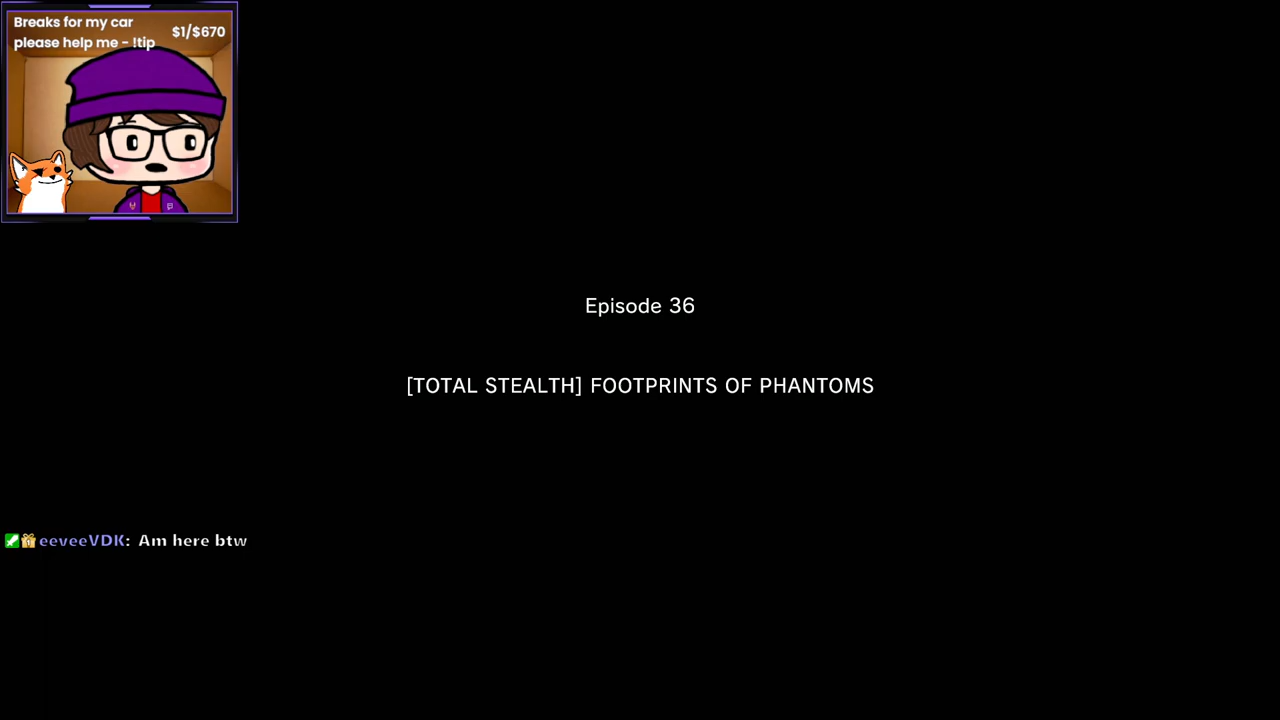 Breaks for my car
please help me - !tip
$1/$670
Episode 36
[TOTAL STEALTH] FOOTPRINTS OF PHANTOMS
eeveeVDK: Am here btw